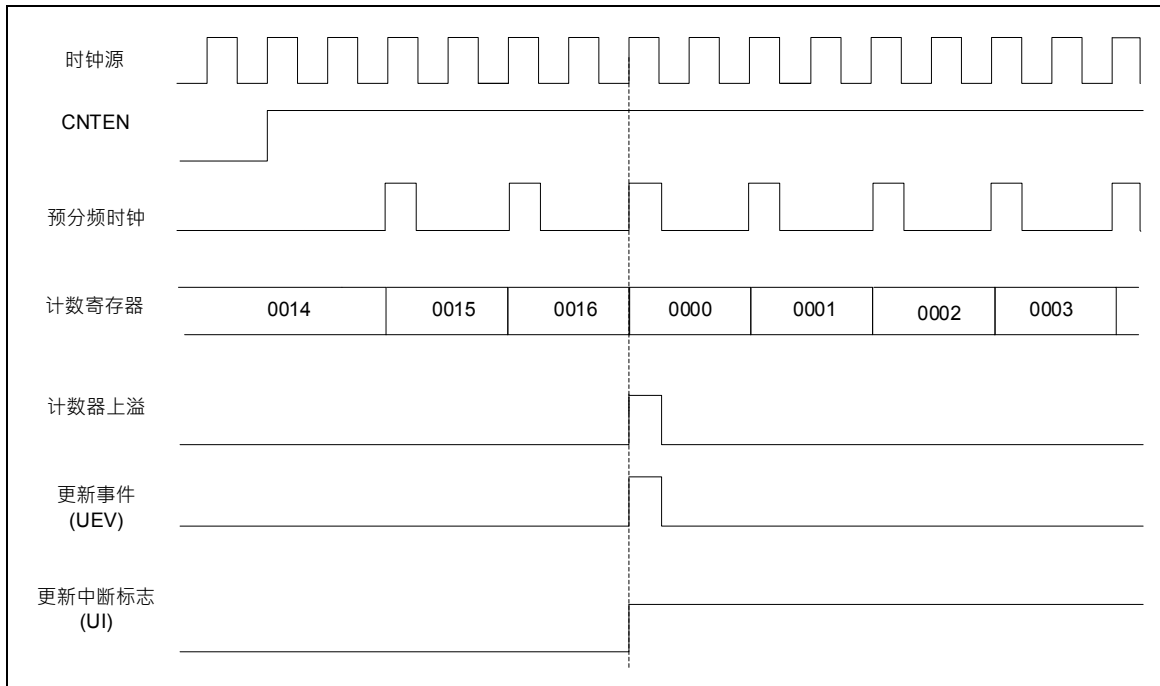 时钟源
CNTEN
预分频时钟
计数寄存器
0014 0015 0016 0000 0001 0002 0003
计数器上溢
更新事件
(UEV)
更新中断标志
(UI)